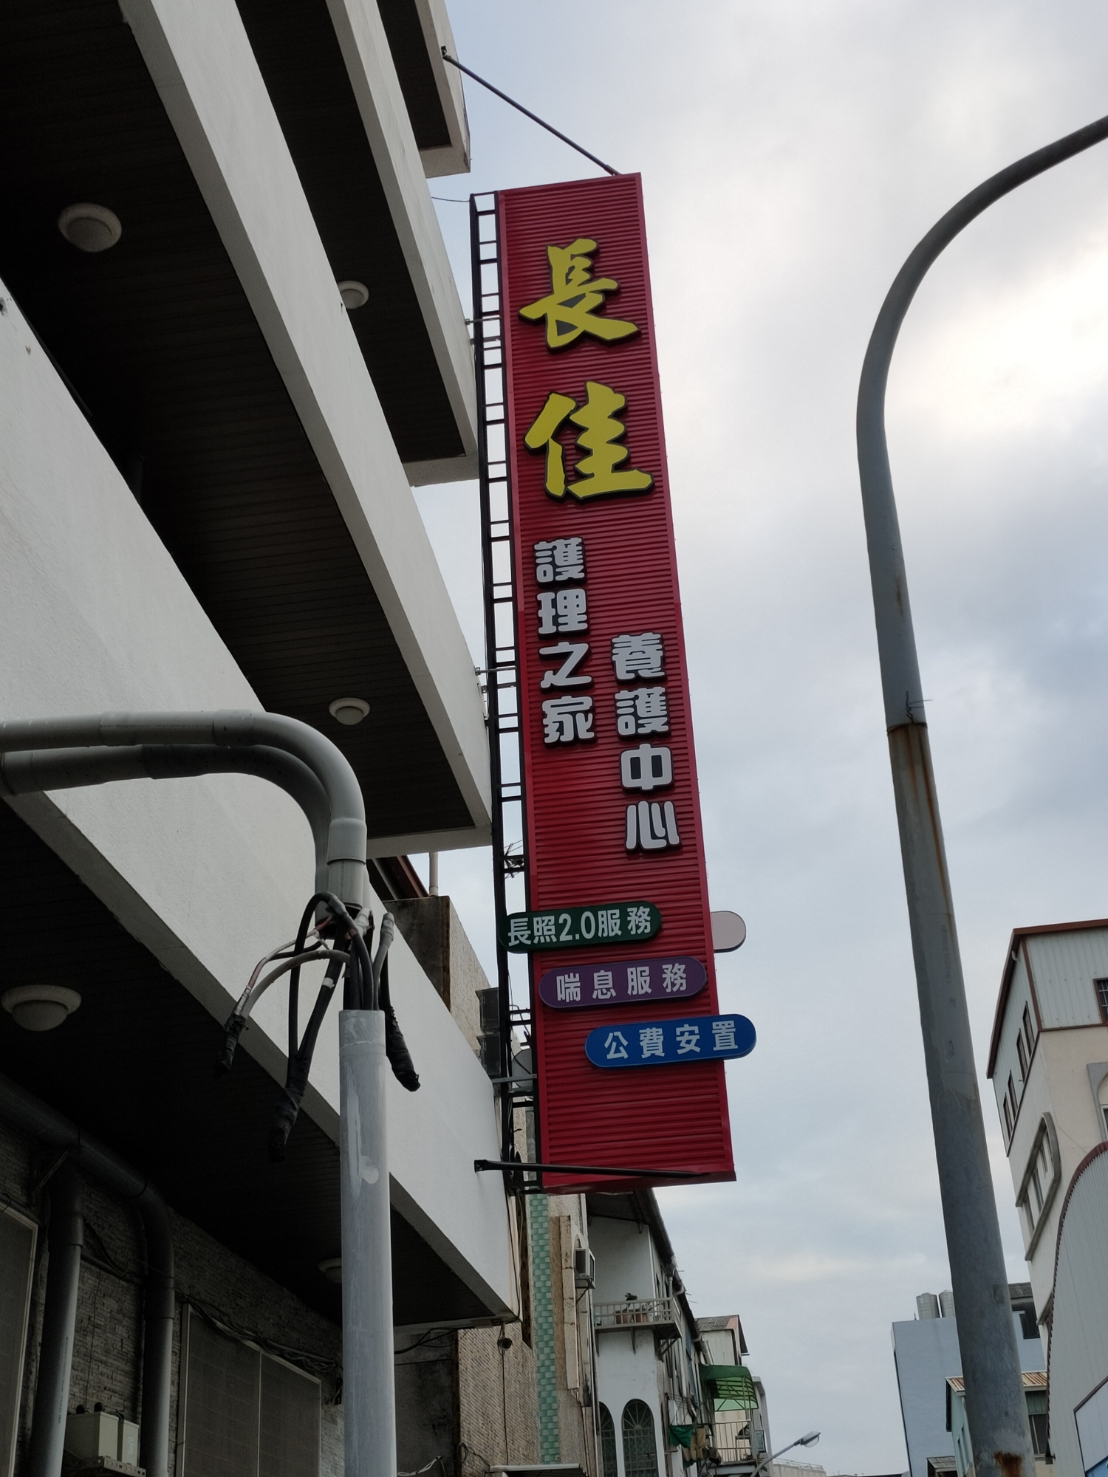 長佳
護理之家
養護中心
長照2.0服務
喘息服務
公費安置